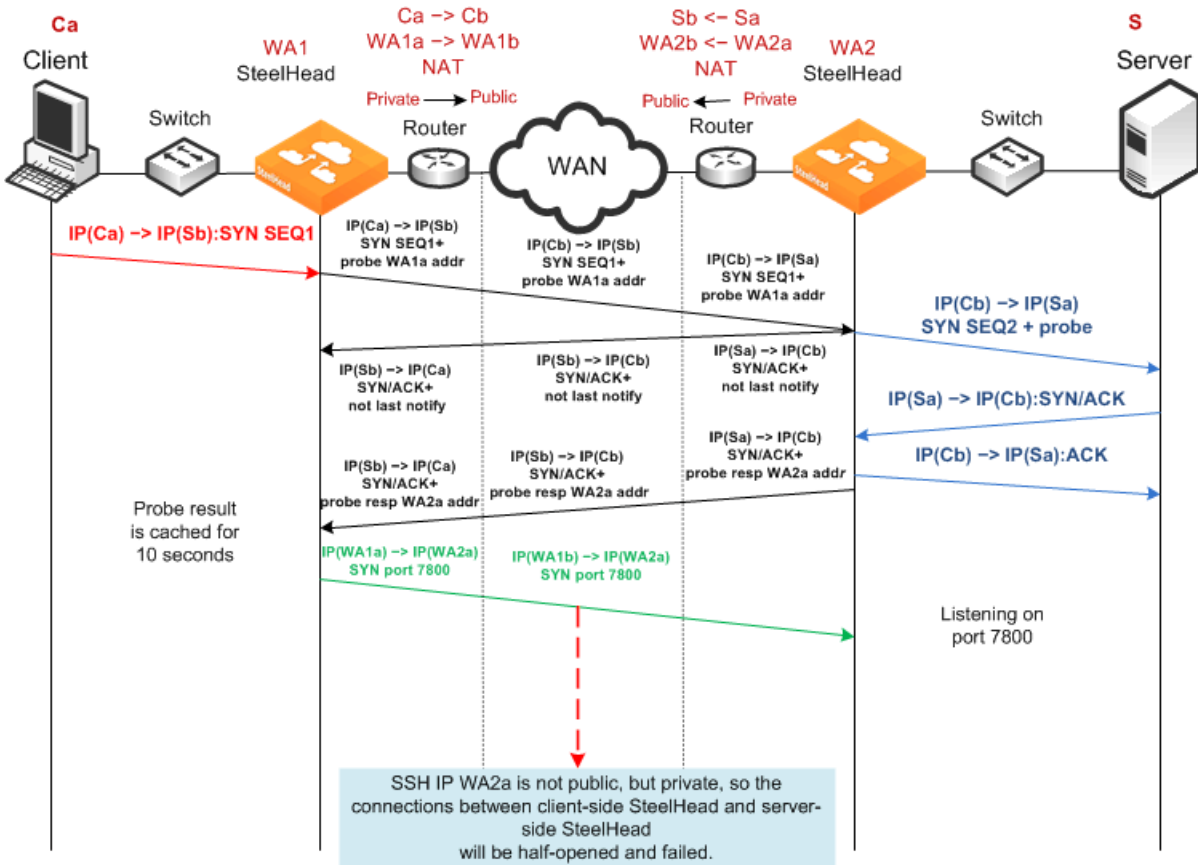 Ca
Client
Switch
WA1
SteelHead
SteelHead
Ca –> Cb
WA1a –> WA1b
NAT
Private
Public
Router
WAN
Sb <– Sa
WA2b <– WA2a
NAT
Public
Private
Router
WA2
SteelHead
SteelHead
Switch
S
Server
IP(Ca) –> IP(Sb):SYN SEQ1
IP(Ca) –> IP(Sb)
SYN SEQ1+
probe WA1a addr
IP(Cb) –> IP(Sb)
SYN SEQ1+
probe WA1a addr
IP(Cb) –> IP(Sa)
SYN SEQ1+
probe WA1a addr
IP(Cb) –> IP(Sa)
SYN SEQ2 + probe
IP(Sb) –> IP(Ca)
SYN/ACK+
not last notify
IP(Sb) –> IP(Cb)
SYN/ACK+
not last notify
IP(Sa) –> IP(Cb)
SYN/ACK+
not last notify
IP(Sa) –> IP(Cb):SYN/ACK
IP(Cb) –> IP(Sa):ACK
IP(Sb) –> IP(Ca)
SYN/ACK+
probe resp WA2a addr
IP(Sb) –> IP(Cb)
SYN/ACK+
probe resp WA2a addr
IP(Sa) –> IP(Cb)
SYN/ACK+
probe resp WA2a addr
Probe result
is cached for
10 seconds
IP(WA1a) –> IP(WA2a)
SYN port 7800
IP(WA1b) –> IP(WA2a)
SYN port 7800
Listening on
port 7800
SSH IP WA2a is not public, but private, so the
connections between client-side SteelHead and server-
side SteelHead
will be half-opened and failed.